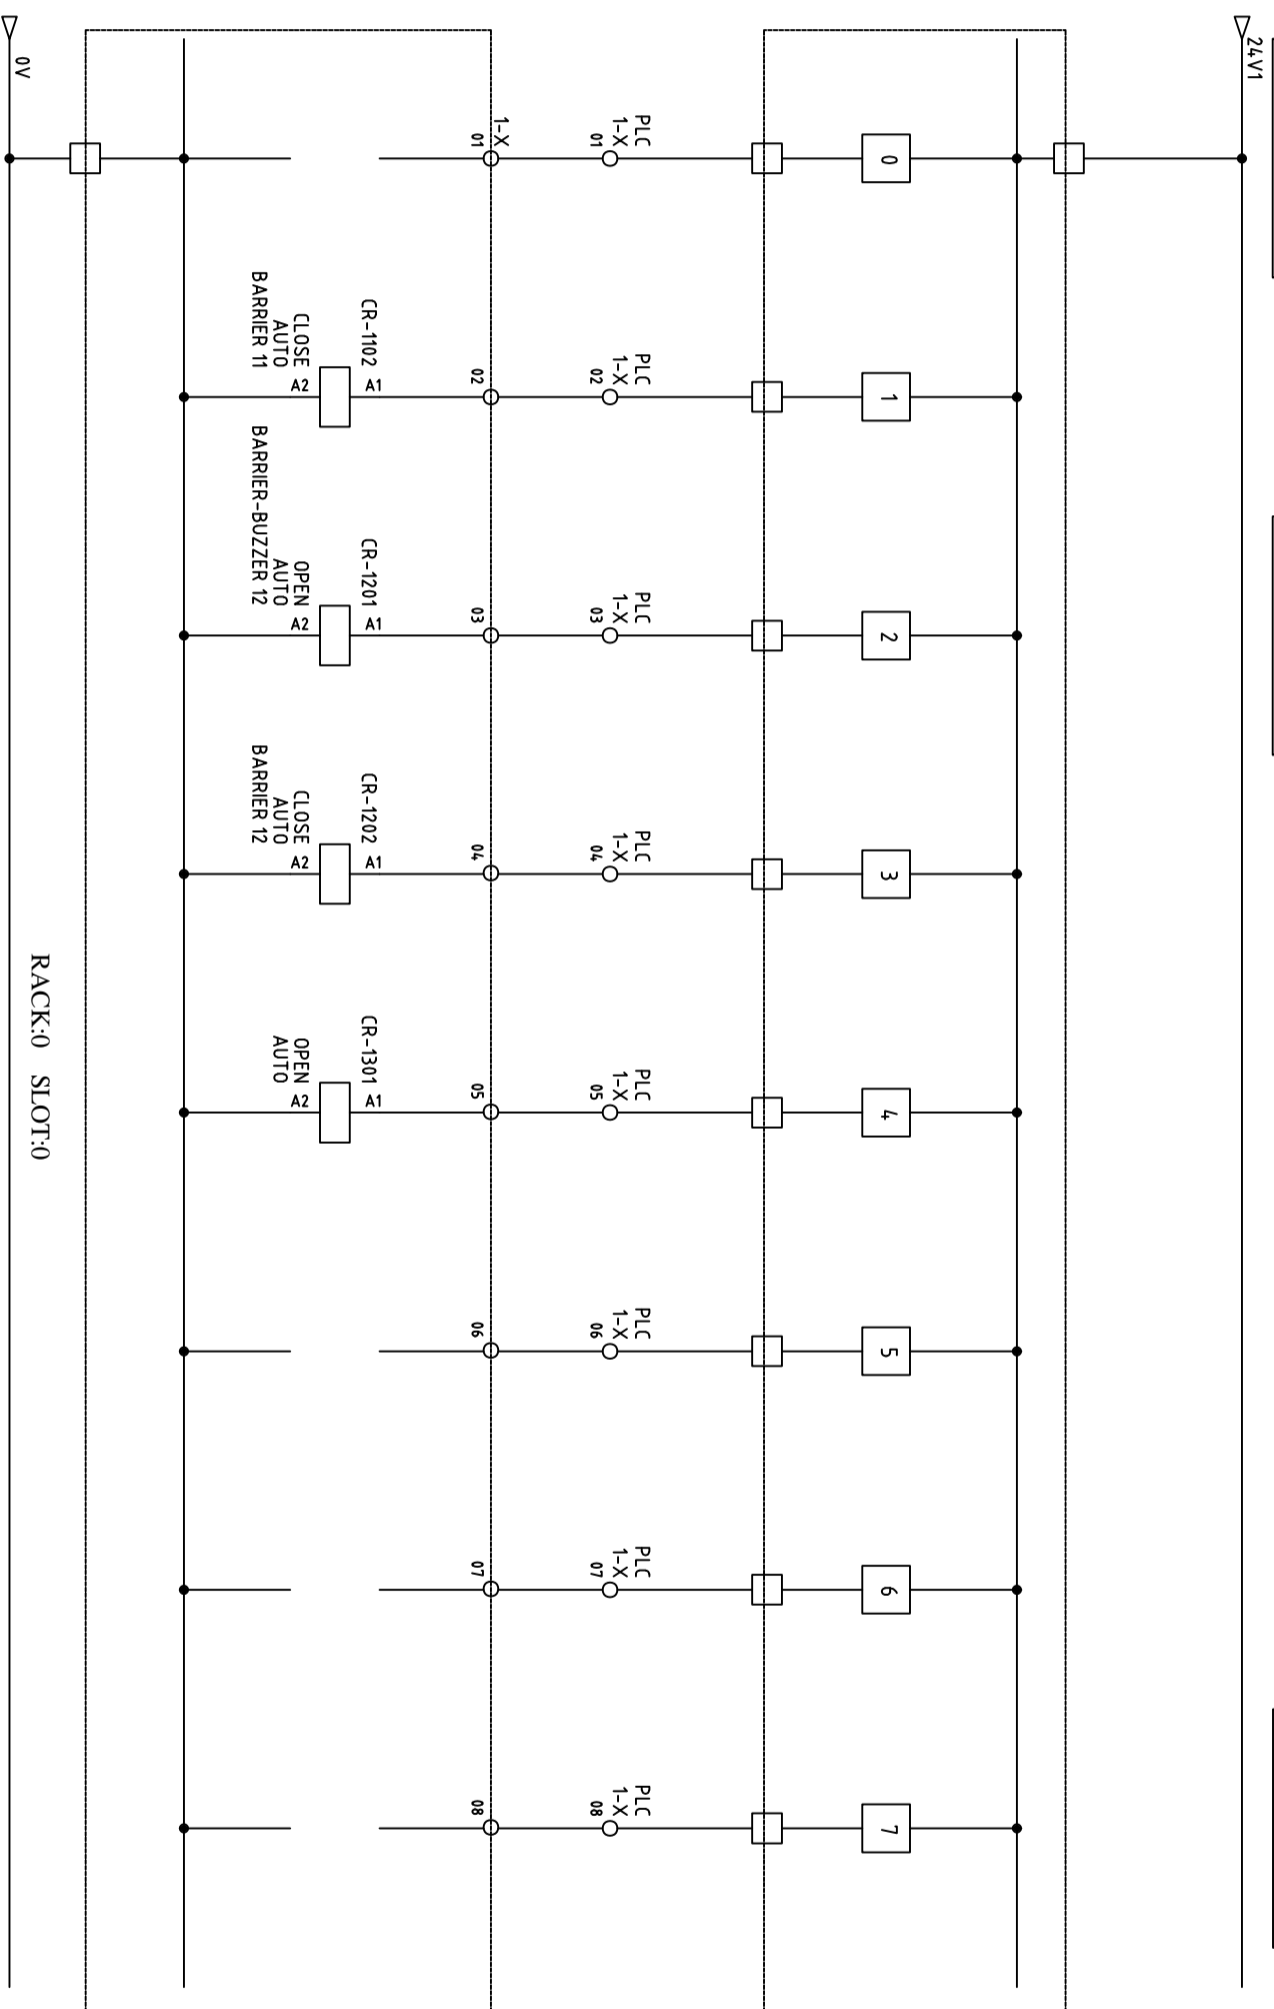 24V1
0
1
2
3
4
5
6
7
PLC
1-X
01
PLC
1-X
02
PLC
1-X
03
PLC
1-X
04
PLC
1-X
05
PLC
1-X
06
PLC
1-X
07
PLC
1-X
08
1-X
01
02
03
04
05
06
07
08
CR-1102
A1
A2
CLOSE
AUTO
BARRIER 11
CR-1201
A1
A2
OPEN
AUTO
BARRIER-BUZZER 12
CR-1202
A1
A2
CLOSE
AUTO
BARRIER 12
CR-1301
A1
A2
OPEN
AUTO
0V
RACK:0 SLOT:0